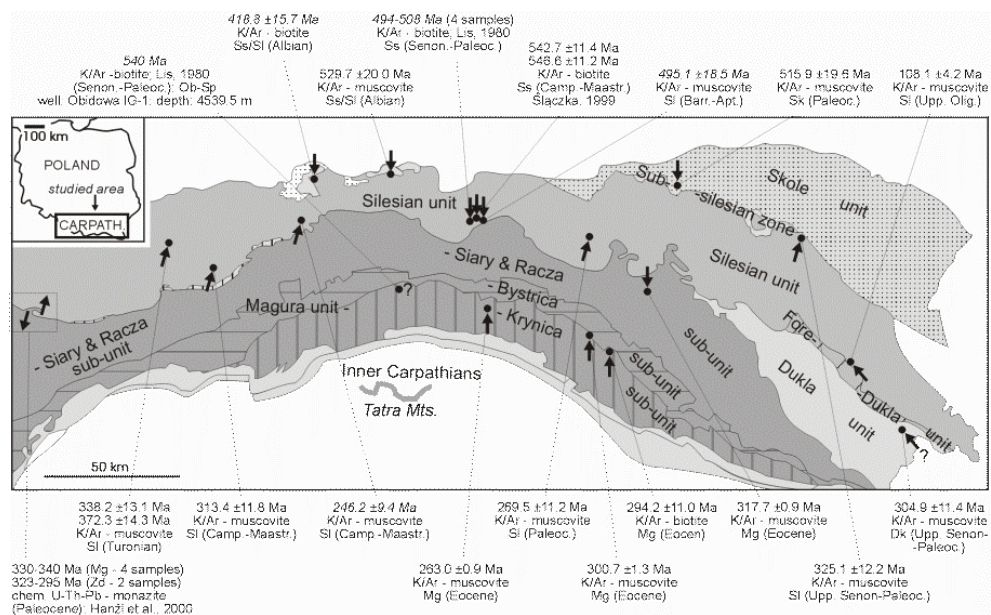 418.8 ±15.7 Ma
K/Ar - biotite
Ss/Sl (Albian)
494-508 Ma (4 samples)
K/Ar - biotite; Lis, 1980
Ss (Senon.-Paleoc.)
540 Ma
K/Ar -biotite; Lis, 1980
(Senon.-Paleoc.): Ob-Sp
well. Obidowa IG-1: depth: 4539.5 m
529.7 ±20.0 Ma
K/Ar - muscovite
Ss/Sl (Albian)
542.7 ±11.4 Ma
546.6 ±11.2 Ma
K/Ar - biotite
Ss (Camp.-Maastr.)
Ślączka. 1999
495.1 ±18.5 Ma
K/Ar - muscovite
Sl (Barr.-Apt.)
515.9 ±19.6 Ma
K/Ar - muscovite
Sk (Paleoc.)
108.1 ±4.2 Ma
K/Ar - muscovite
Sl (Upp. Olig.)
100 km
POLAND
studied area
CARPATH.
Silesian unit
Sub-
-silesian zone
Skole
unit
Silesian unit
- Siary & Racza
- Bystrica
- Krynica
Magura unit -
- Siary & Racza
sub-unit
sub-unit
sub-unit
sub-unit
Fore-
-Dukla
unit
Dukla
unit
?
?
Inner Carpathians
Tatra Mts.
50 km
338.2 ±13.1 Ma
372.3 ±14.3 Ma
K/Ar - muscovite
Sl (Turonian)
313.4 ±11.8 Ma
K/Ar - muscovite
Sl (Camp.-Maastr.)
246.2 ±9.4 Ma
K/Ar - muscovite
Sl (Camp.-Maastr.)
269.5 ±11.2 Ma
K/Ar - muscovite
Sl (Paleoc.)
294.2 ±11.0 Ma
K/Ar - biotite
Mg (Eocen)
317.7 ±0.9 Ma
K/Ar - muscovite
Mg (Eocene)
304.9 ±11.4 Ma
K/Ar - muscovite
Dk (Upp. Senon-
-Paleoc.)
330-340 Ma (Mg - 4 samples)
323-295 Ma (Zd - 2 samples)
chem. U-Th-Pb - monazite
(Paleocene): Hanžl et al., 2000
263.0 ±0.9 Ma
K/Ar - muscovite
Mg (Eocene)
300.7 ±1.3 Ma
K/Ar - muscovite
Mg (Eocene)
325.1 ±12.2 Ma
K/Ar - muscovite
Sl (Upp. Senon-Paleoc.)